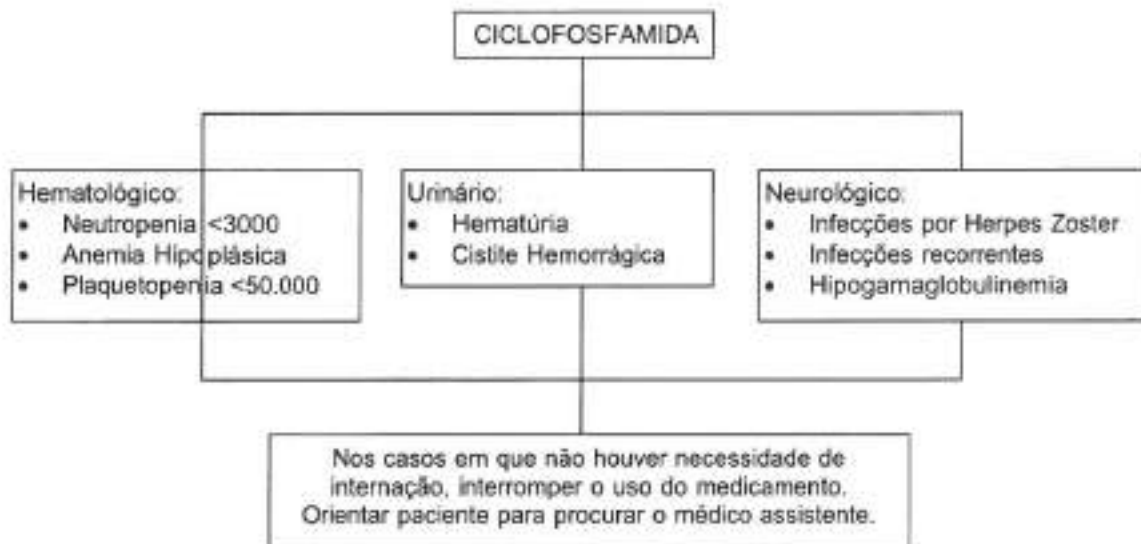 CICLOFOSFAMIDA
Hematológico:
• Neutropenia <3000
• Anemia Hipoplásica
• Plaquetopenia <50.000
Urinário:
• Hematúria
• Cistite Hemorrágica
Neurológico:
• Infecções por Herpes Zoster
• Infecções recorrentes
• Hipogamaglobulinemia
Nos casos em que não houver necessidade de
internação, interromper o uso do medicamento.
Orientar paciente para procurar o médico assistente.